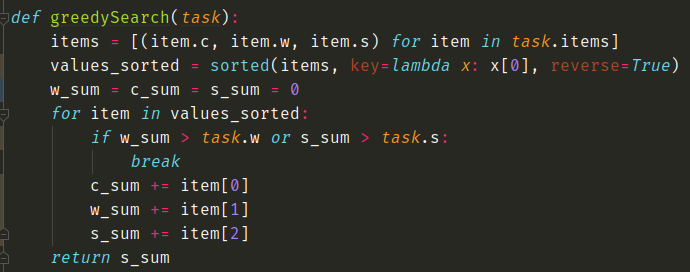 def greedySearch(task):
    items = [(item.c, item.w, item.s) for item in task.items]
    values_sorted = sorted(items, key=lambda x: x[0], reverse=True)
    w_sum = c_sum = s_sum = 0
    for item in values_sorted:
        if w_sum > task.w or s_sum > task.s:
            break
        c_sum += item[0]
        w_sum += item[1]
        s_sum += item[2]
    return s_sum